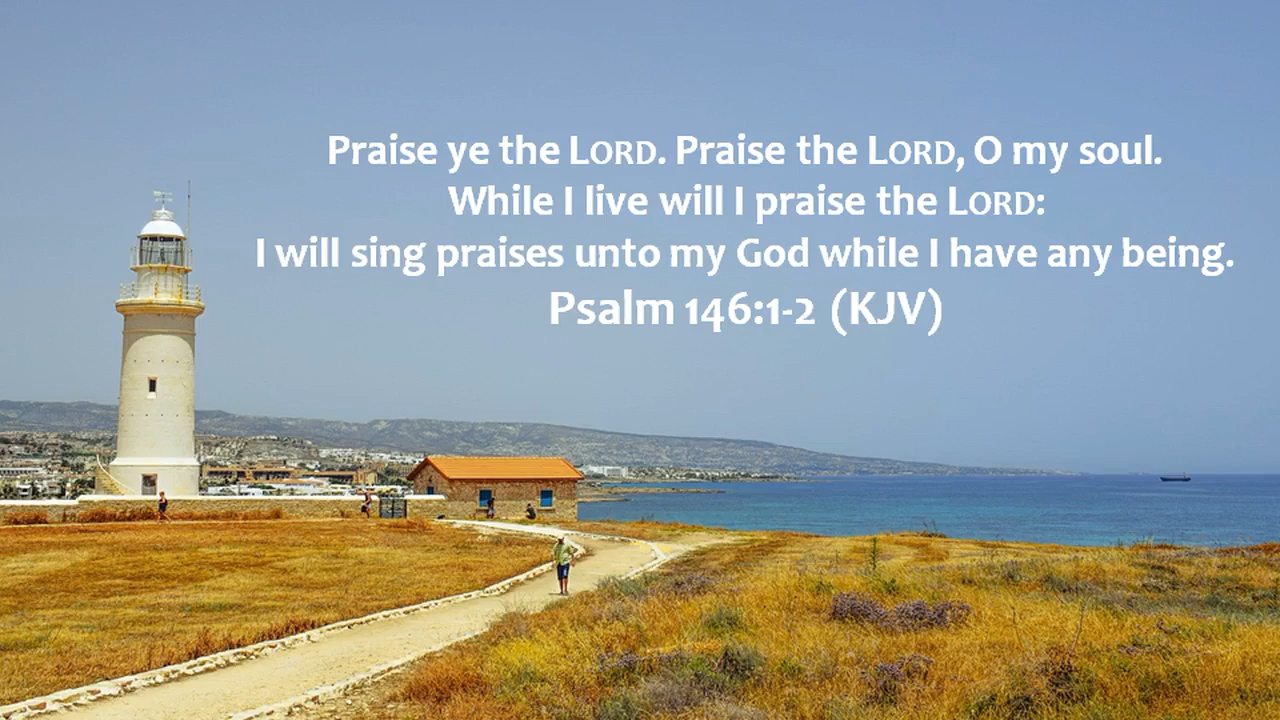 Praise ye the LORD. Praise the LORD, O my soul.
While I live will I praise the LORD:
I will sing praises unto my God while I have any being.
Psalm 146:1-2 (KJV)